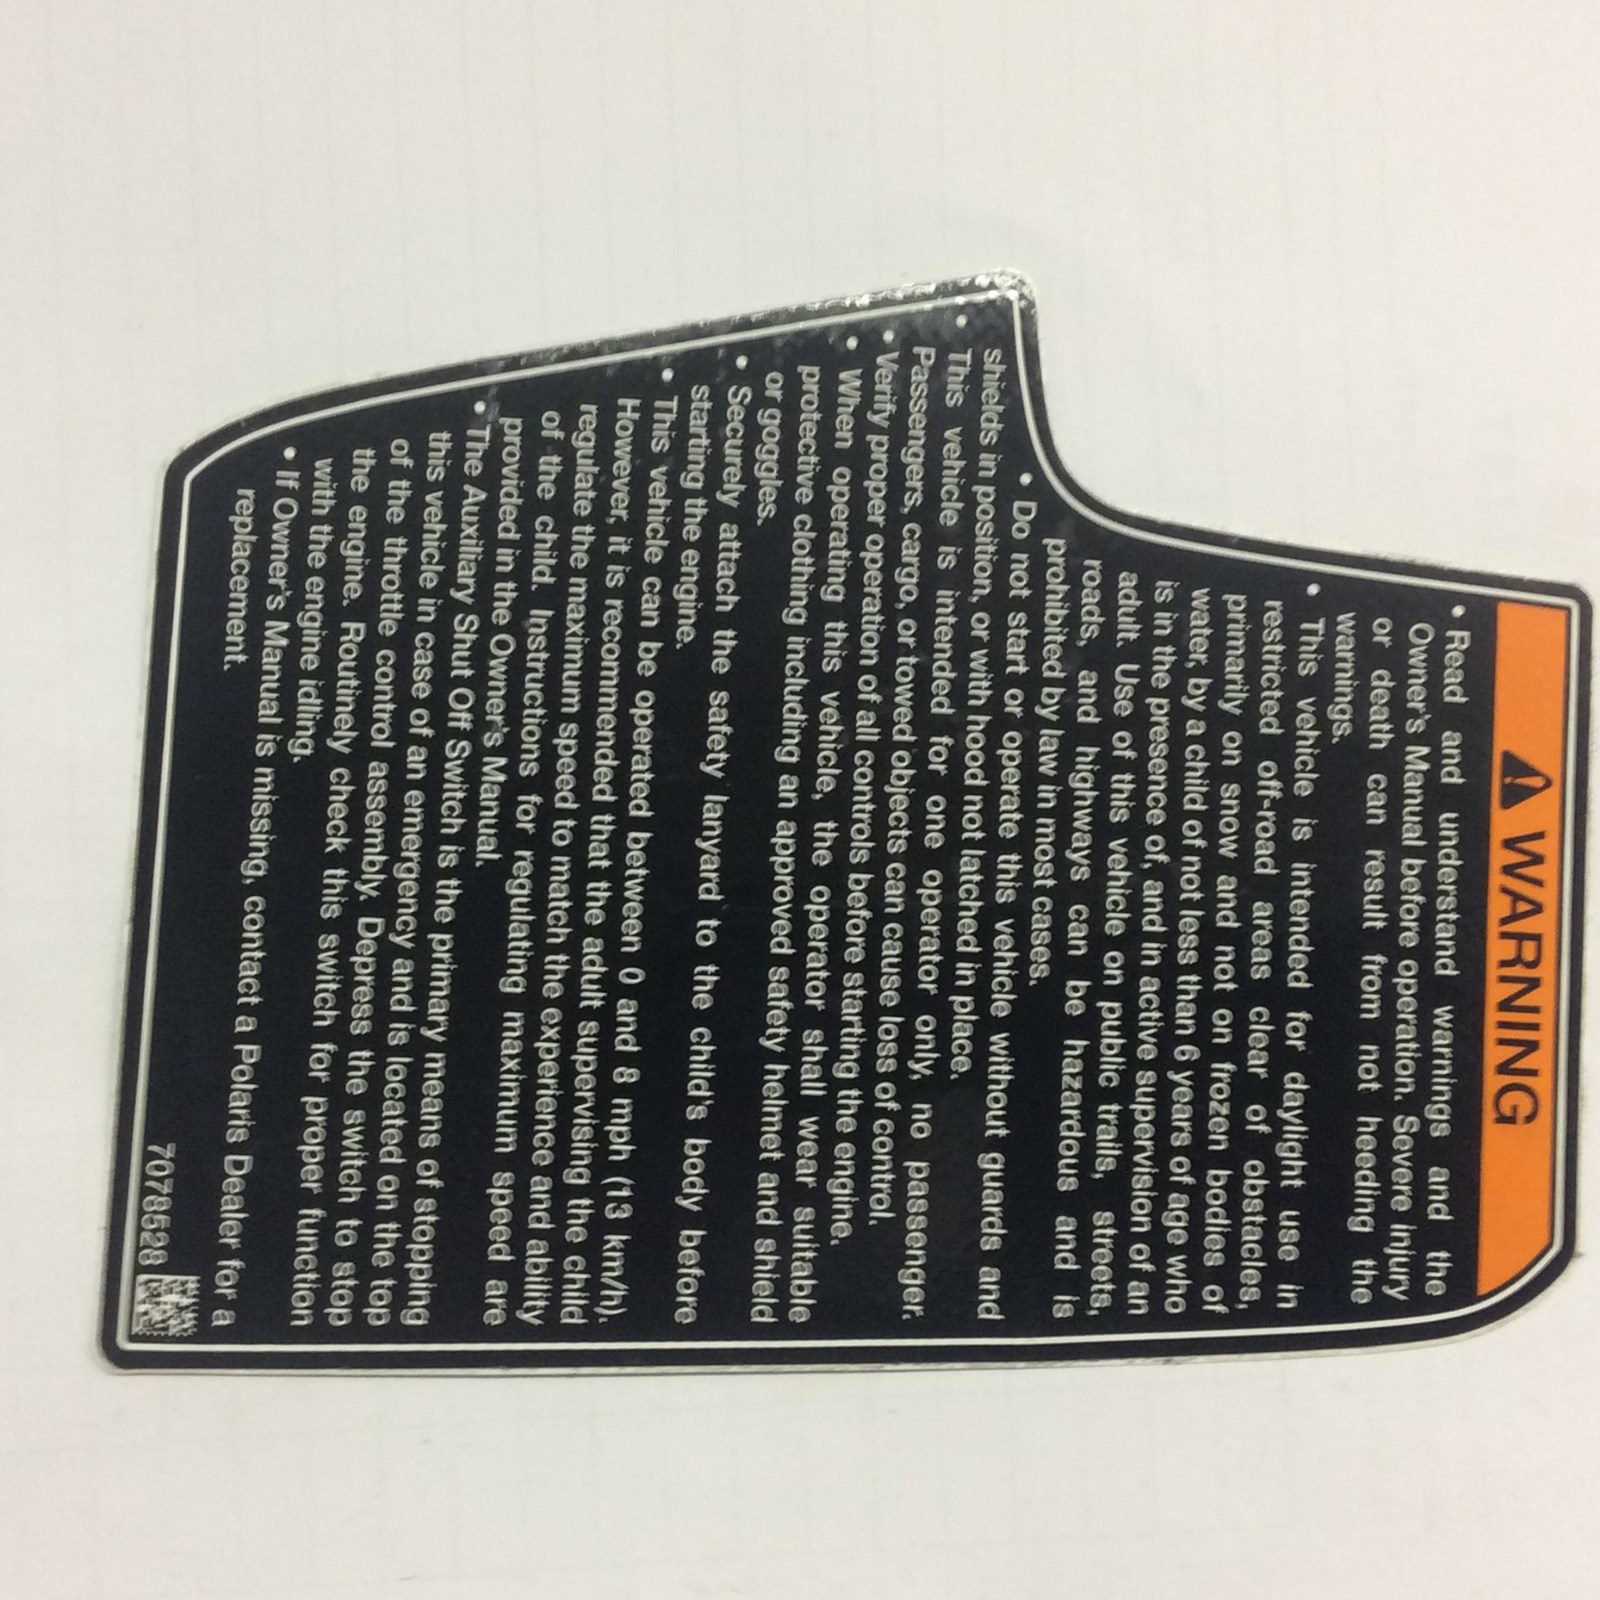 ⚠ WARNING
• Read and understand warnings and the
Owner's Manual before operation. Severe injury
or death can result from not heeding the
warnings.
• This vehicle is intended for daylight use in
restricted off-road areas clear of obstacles,
primarily on snow and not on frozen bodies of
water, by a child of not less than 6 years of age who
is in the presence of, and in active supervision of an
adult. Use of this vehicle on public trails, streets,
roads, and highways can be hazardous and is
prohibited by law in most cases.
• Do not start or operate this vehicle without guards and
shields in position, or with hood not latched in place.
• This vehicle is intended for one operator only, no passenger.
Passengers, cargo, or towed objects can cause loss of control.
• Verify proper operation of all controls before starting the engine.
• When operating this vehicle, the operator shall wear suitable
protective clothing including an approved safety helmet and shield
or goggles.
• Securely attach the safety lanyard to the child's body before
starting the engine.
• This vehicle can be operated between 0 and 8 mph (13 km/h).
However, it is recommended that the adult supervising the child
regulate the maximum speed to match the experience and ability
of the child. Instructions for regulating maximum speed are
provided in the Owner's Manual.
• The Auxiliary Shut Off Switch is the primary means of stopping
this vehicle in case of an emergency and is located on the top
of the throttle control assembly. Depress the switch to stop
the engine. Routinely check this switch for proper function
with the engine idling.
• If Owner's Manual is missing, contact a Polaris Dealer for a
replacement.
7078528